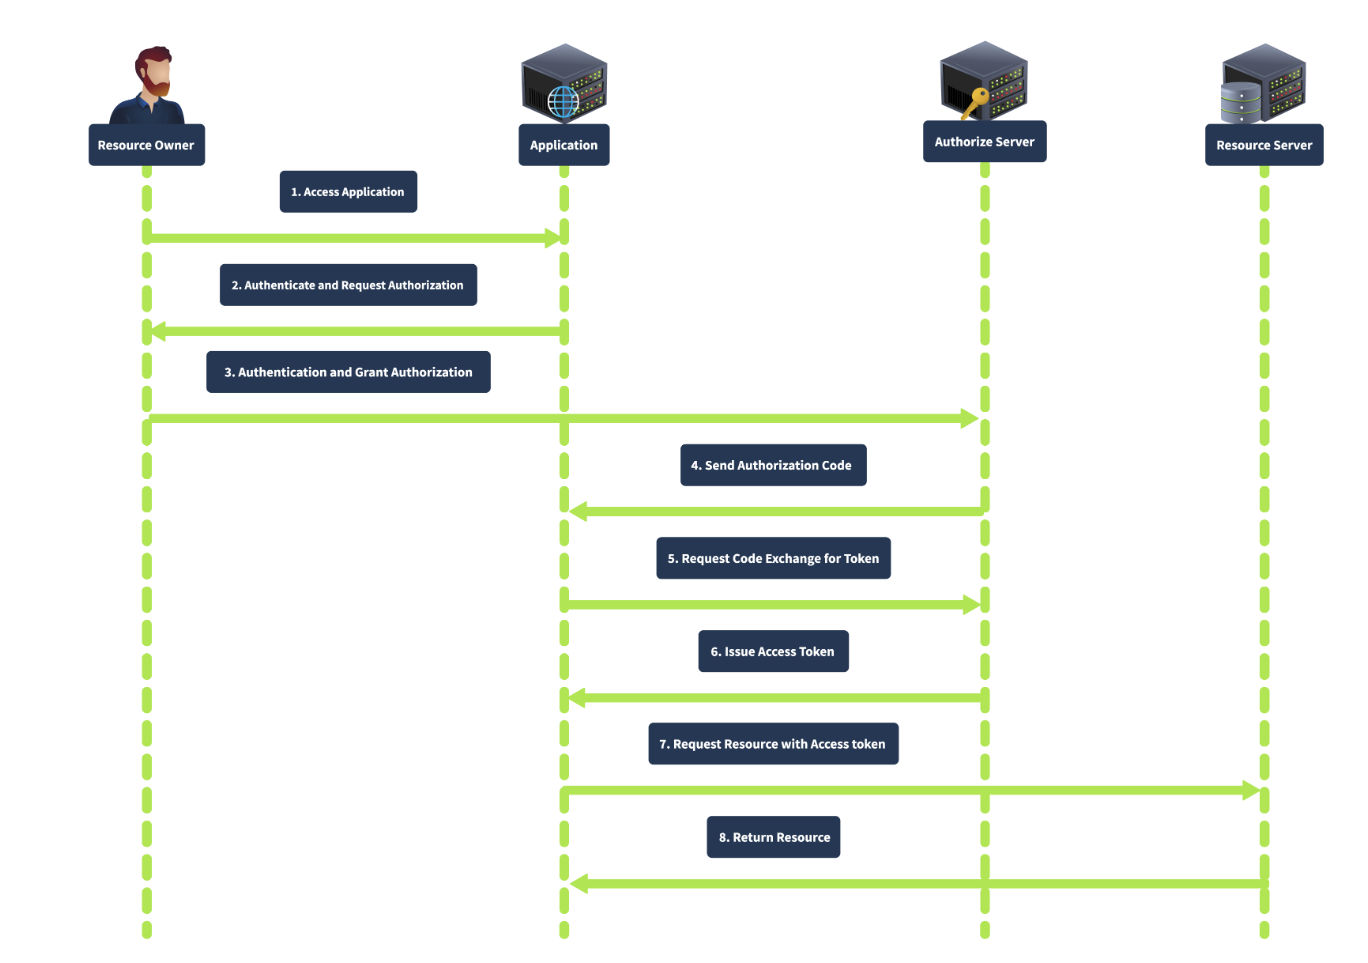 Resource Owner
Application
Authorize Server
Resource Server
1. Access Application
2. Authenticate and Request Authorization
3. Authentication and Grant Authorization
4. Send Authorization Code
5. Request Code Exchange for Token
6. Issue Access Token
7. Request Resource with Access token
8. Return Resource